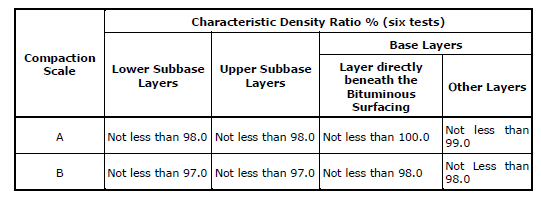 Characteristic Density Ratio % (six tests)
Compaction
Scale
Lower Subbase
Layers
Upper Subbase
Layers
Base Layers
Layer directly
beneath the
Bituminous
Surfacing
Other Layers
A
Not less than 98.0
Not less than 98.0
Not less than 100.0
Not less than
99.0
B
Not less than 97.0
Not less than 97.0
Not less than 98.0
Not Less than
98.0